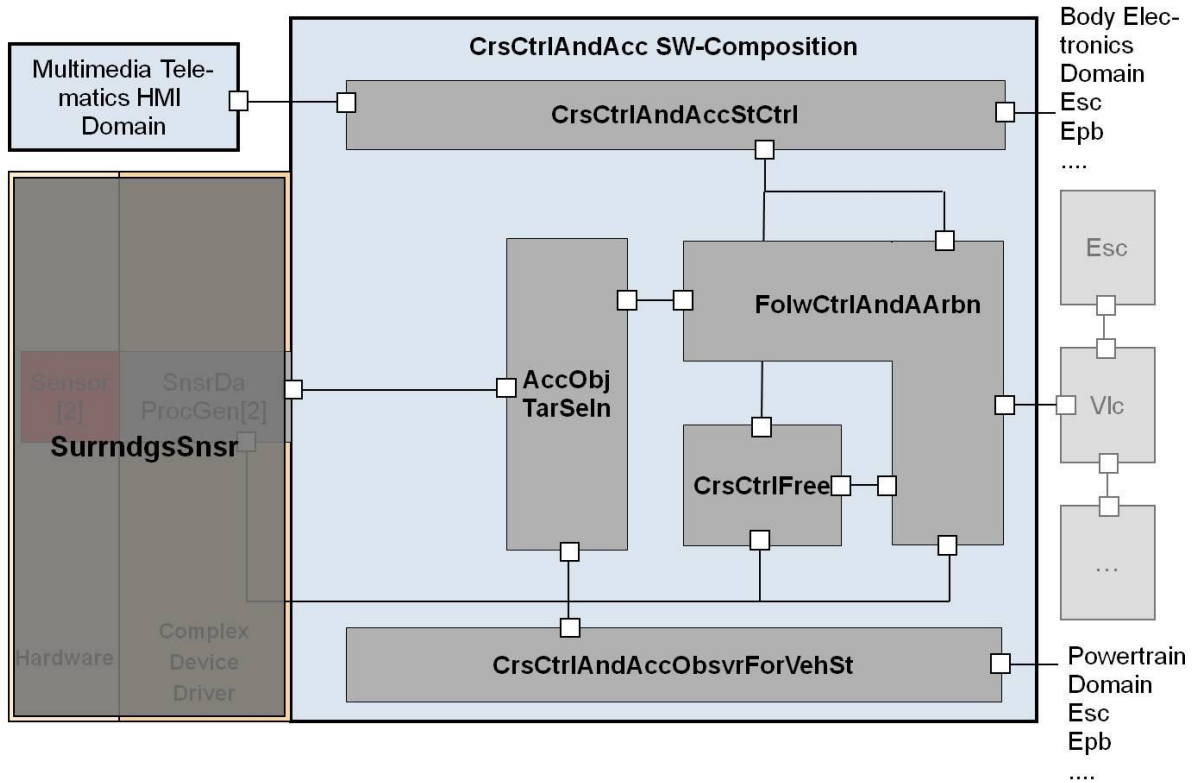 CrsCtrlAndAcc SW-Composition
Multimedia Tele-
matics HMI
Domain
CrsCtrlAndAccStCtrl
Body Elec-
tronics
Domain
Esc
Epb
....
Esc
FolwCtrlAndAArbn
AccObj
TarSeln
Sensor
[2]
SnsrDa
ProcGen[2]
SurrndgsSnsr
Vlc
CrsCtrlFree
...
Hardware
Complex
Device
Driver
CrsCtrlAndAccObsvrForVehSt
Powertrain
Domain
Esc
Epb
....